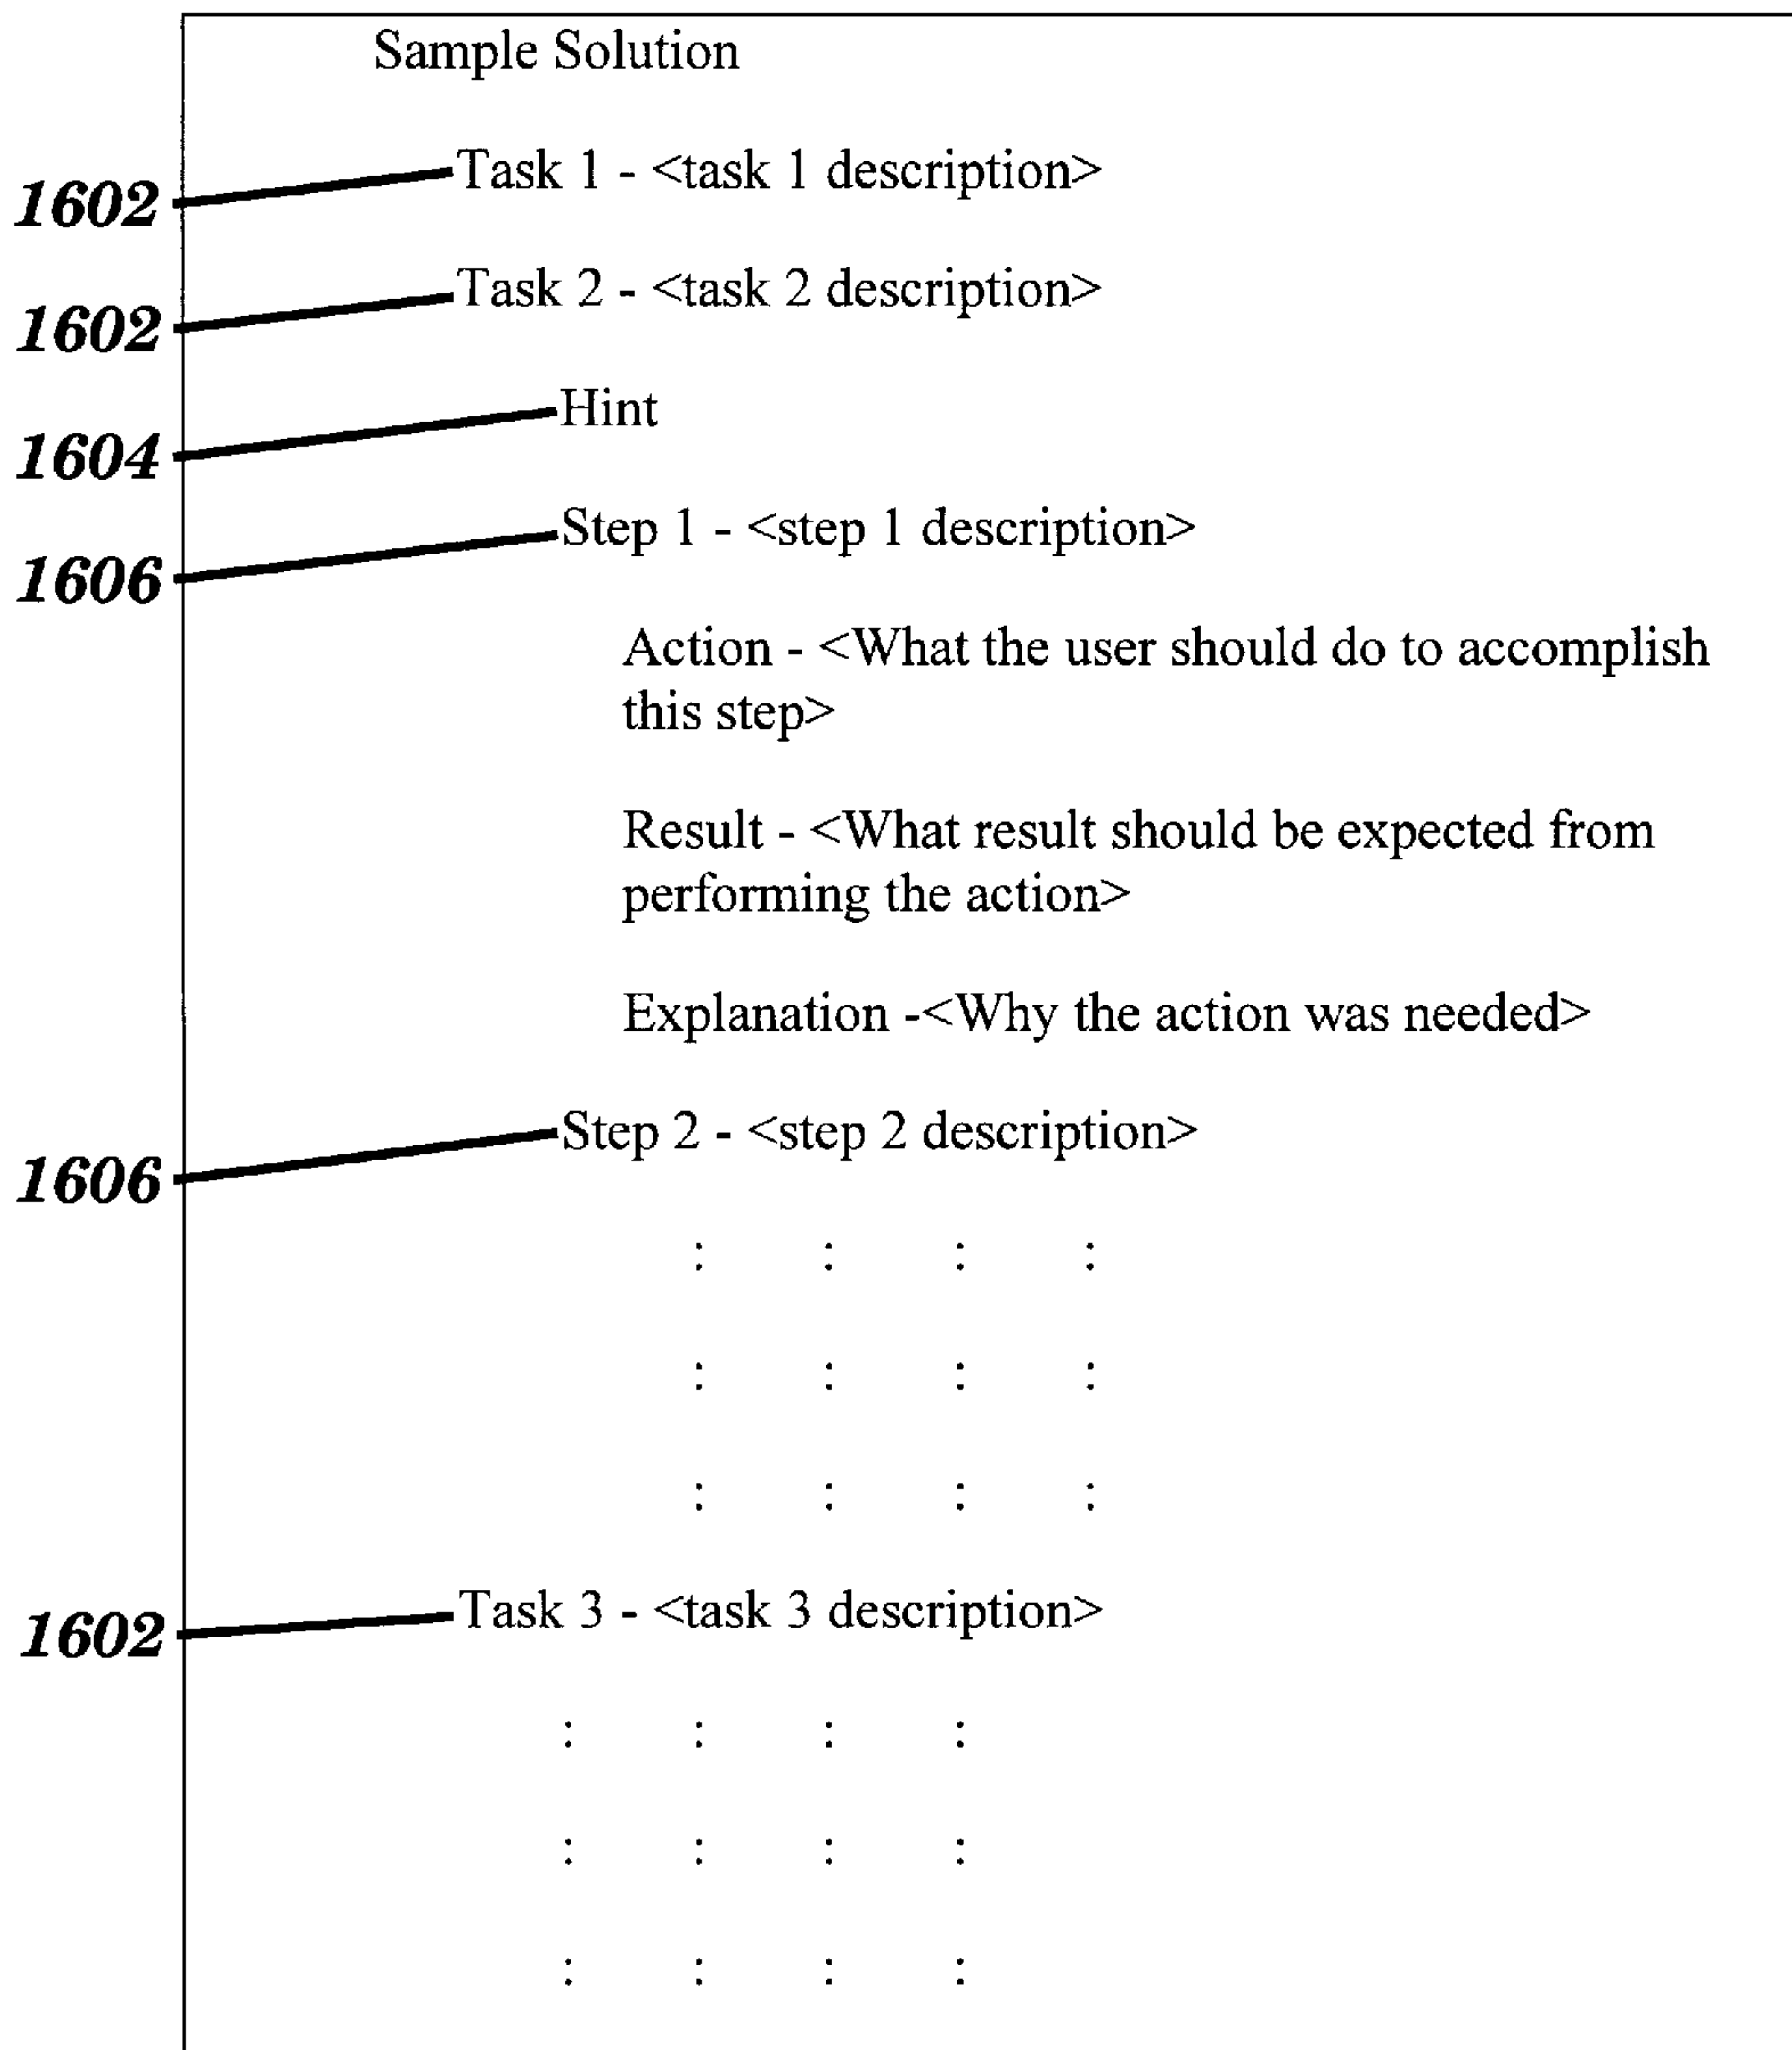 Sample Solution
1602 Task 1 - <task 1 description>
1602 Task 2 - <task 2 description>
1604 Hint
1606 Step 1 - <step 1 description>
Action - <What the user should do to accomplish
this step>
Result - <What result should be expected from
performing the action>
Explanation -<Why the action was needed>
1606 Step 2 - <step 2 description>
: : : :
: : : :
: : : :
1602 Task 3 - <task 3 description>
: : : :
: : : :
: : : :